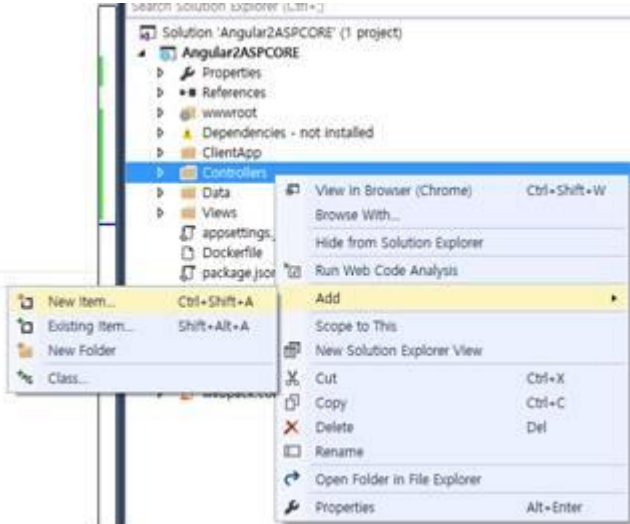 Search Solution Explorer (Ctrl+;)
Solution 'Angular2ASPCORE' (1 project)
Angular2ASPCORE
Properties
References
wwwroot
Dependencies - not installed
ClientApp
Controllers
Data
Views
appsettings.
Dockerfile
package.json
View in Browser (Chrome) Ctrl+Shift+W
Browse With...
Hide from Solution Explorer
Run Web Code Analysis
Add
Scope to This
New Solution Explorer View
Cut Ctrl+X
Copy Ctrl+C
Delete Del
Rename
Open Folder in File Explorer
Properties Alt+Enter
New Item... Ctrl+Shift+A
Existing Item... Shift+Alt+A
New Folder
Class...